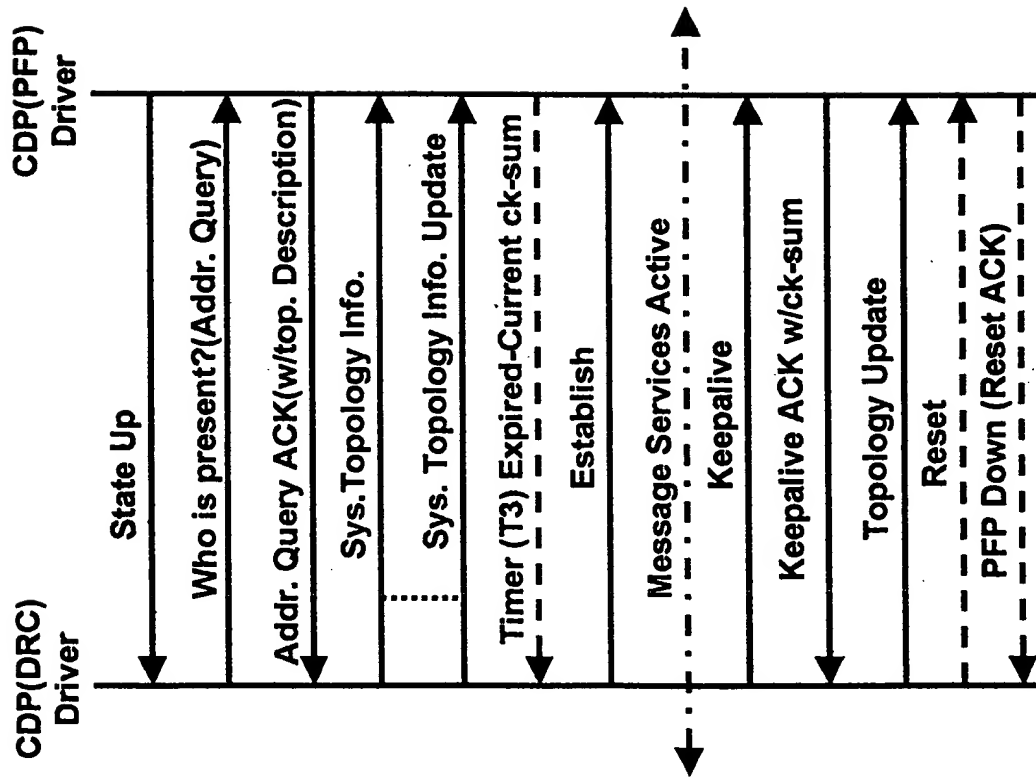 CDP(DRC)
Driver
CDP(PFP)
Driver
State Up
Who is present?(Addr. Query)
Addr. Query ACK(w/top. Description)
Sys.Topology Info.
Sys. Topology Info. Update
Timer (T3) Expired-Current ck-sum
Establish
Message Services Active
Keepalive
Keepalive ACK w/ck-sum
Topology Update
Reset
PFP Down (Reset ACK)